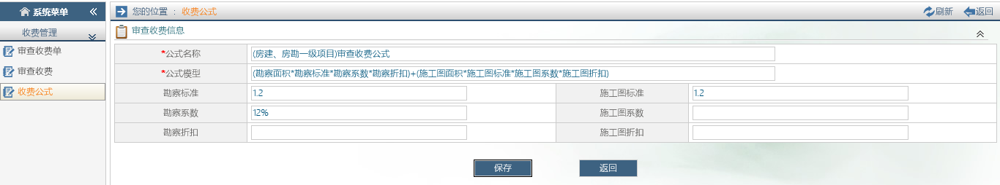 系统菜单
收费管理
审查收费单
审查收费
收费公式
您的位置 ： 收费公式
刷新 返回
审查收费信息
*公式名称 (房建、房勘一级项目)审查收费公式
*公式模型 (勘察面积*勘察标准*勘察系数*勘察折扣)+(施工图面积*施工图标准*施工图系数*施工图折扣)
勘察标准 1.2 施工图标准 1.2
勘察系数 12% 施工图系数
勘察折扣 施工图折扣
保存 返回